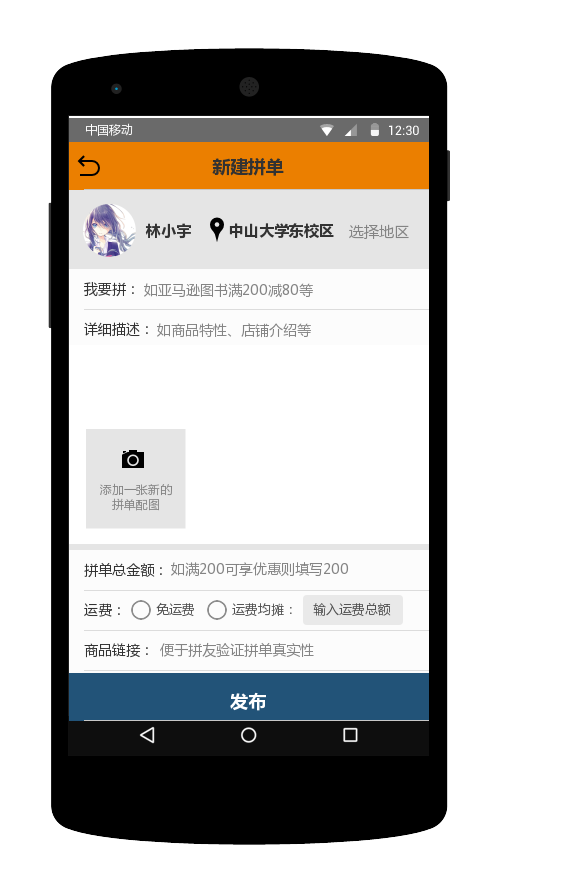 中国移动 12:30
新建拼单
林小宇 中山大学东校区 选择地区
我要拼： 如亚马逊图书满200减80等
详细描述： 如商品特性、店铺介绍等
添加一张新的
拼单配图
拼单总金额： 如满200可享优惠则填写200
运费： 免运费 运费均摊： 输入运费总额
商品链接： 便于拼友验证拼单真实性
发布